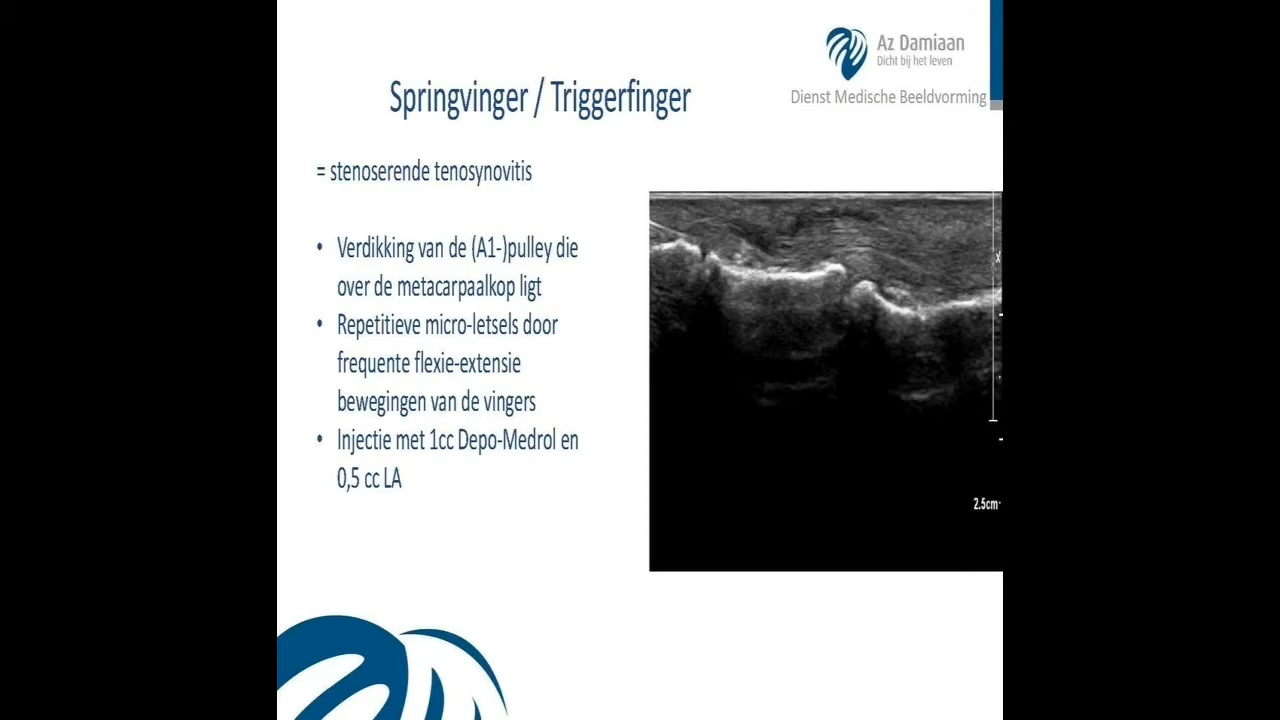 Az Damiaan
Dicht bij het leven
Dienst Medische Beeldvorming
Springvinger / Triggerfinger
= stenoserende tenosynovitis
• Verdikking van de (A1-)pulley die
over de metacarpaalkop ligt
• Repetitieve micro-letsels door
frequente flexie-extensie
bewegingen van de vingers
• Injectie met 1cc Depo-Medrol en
0,5 cc LA
X
2.5cm